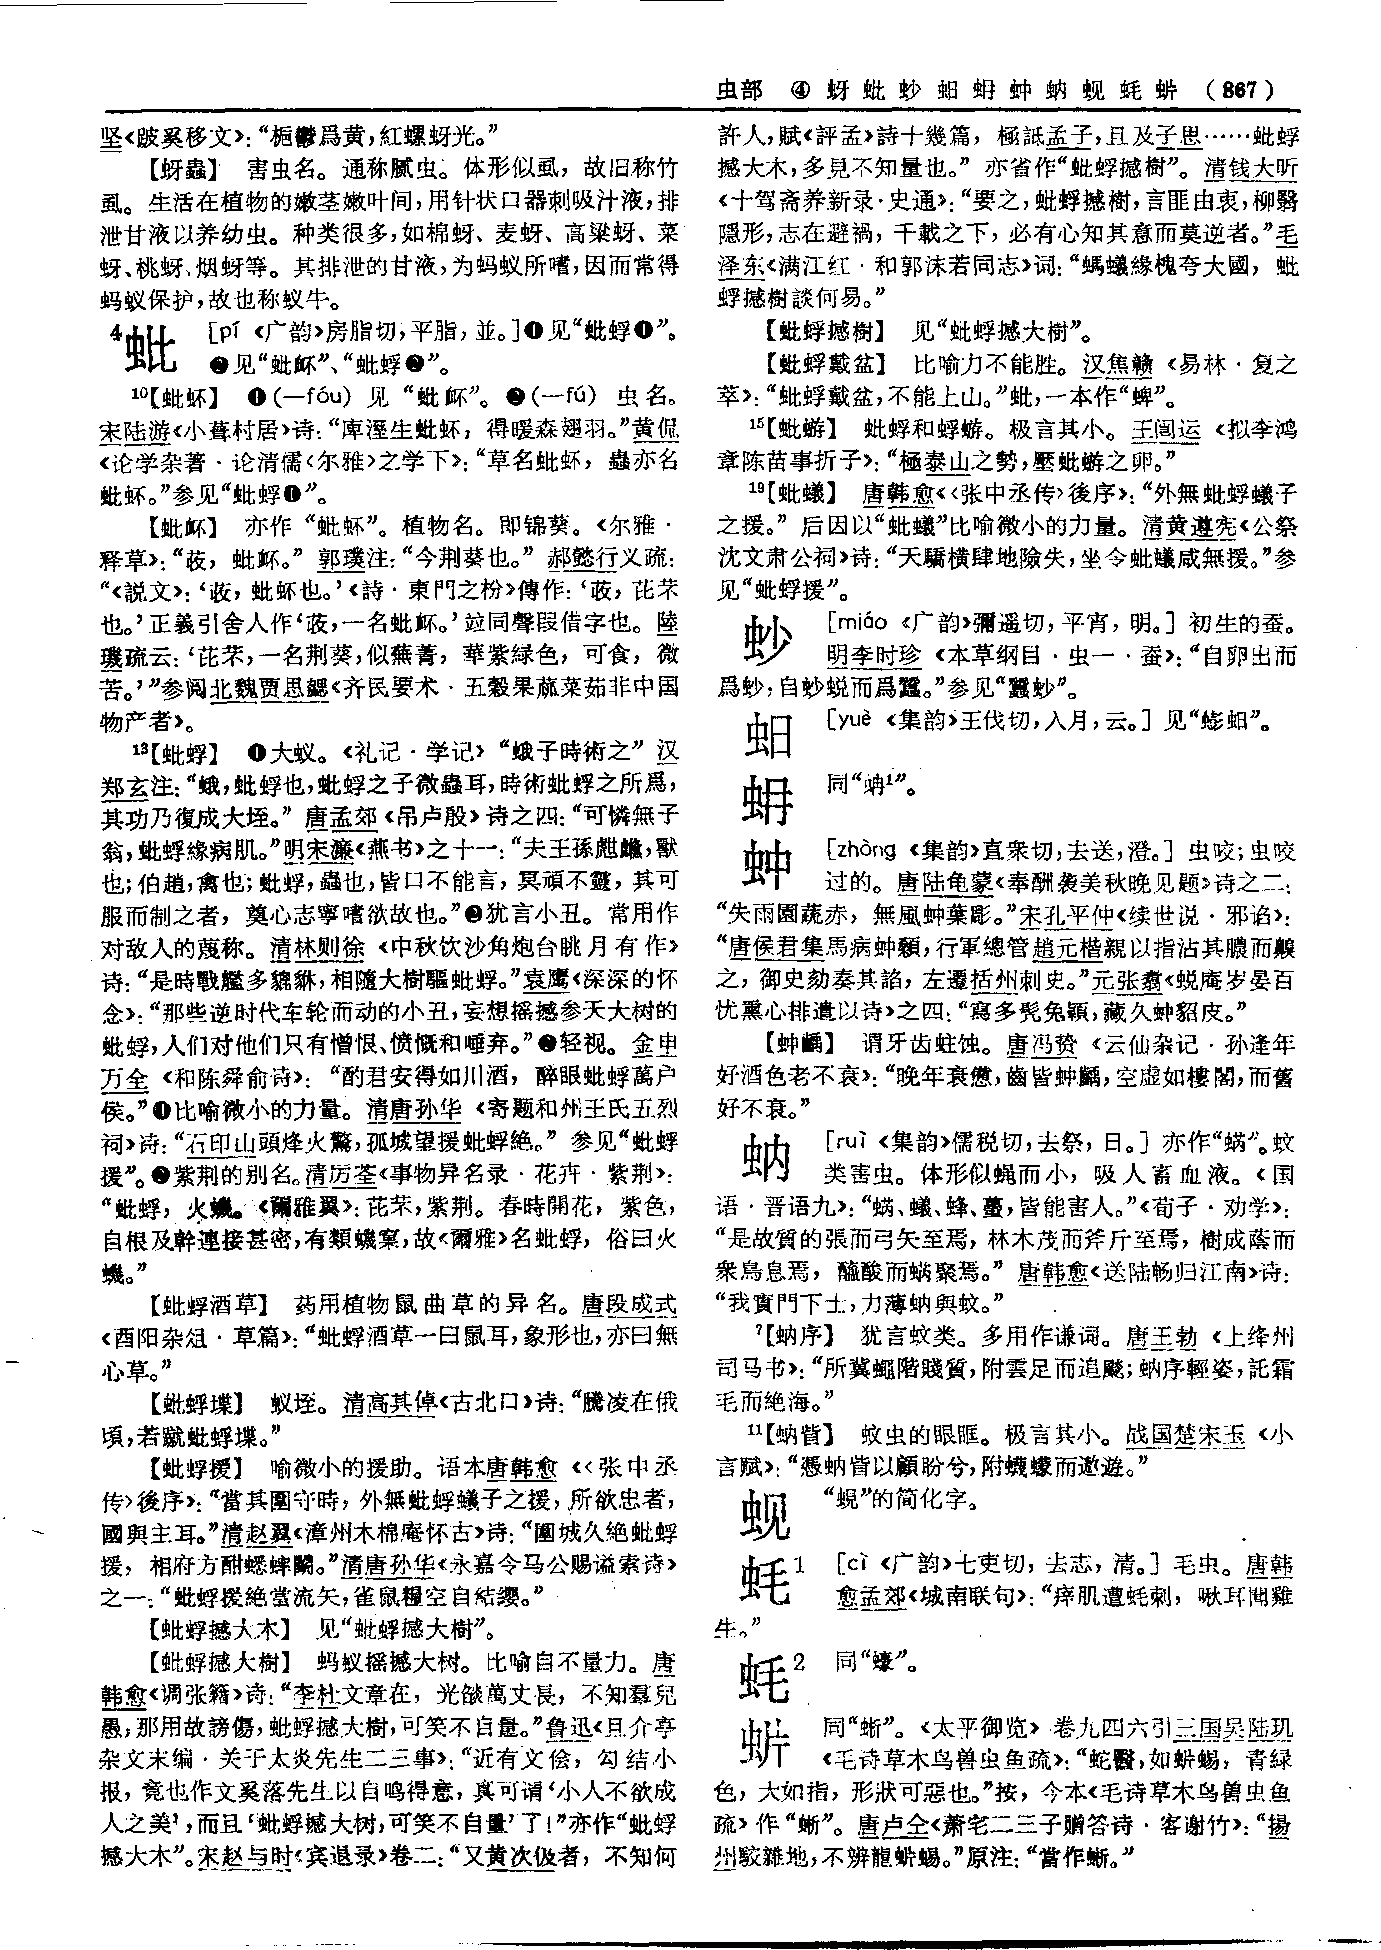 虫部 ④ 蚜 蚍 𧉴 蚎 蚦 蚛 蚋 蚬 蚝 蚚 (867)
坚《跛奚移文》：“栀鬱爲黄，紅螺蚜光。”
【蚜蟲】 害虫名。通称腻虫。体形似虱，故旧称竹
虱。生活在植物的嫩茎嫩叶间，用针状口器刺吸汁液，排
泄甘液以养幼虫。种类很多，如棉蚜、麦蚜、高粱蚜、菜
蚜、桃蚜、烟蚜等。其排泄的甘液，为蚂蚁所嗜，因而常得
蚂蚁保护，故也称蚁牛。
4蚍 [pí 《广韵》房脂切，平脂，並。]❶见“蚍蜉❶”。
❷见“蚍衃”、“蚍蜉❷”。
10【蚍蚽】 ❶(—fóu) 见 “蚍衃”。❷(—fú) 虫名。
宋陆游《小葺村居》诗：“庳溼生蚍蚽，得暖森翅羽。”黄侃
《论学杂著·论清儒〈尔雅〉之学下》：“草名蚍蚽，蟲亦名
蚍蚽。”参见“蚍蜉❶”。
【蚍衃】 亦作 “蚍蚽”。植物名。即锦葵。《尔雅·
释草》：“荍，蚍衃。” 郭璞注：“今荆葵也。” 郝懿行义疏：
“《説文》：‘荍，蚍蚽也。’《詩·東門之枌》傳作：‘荍，芘芣
也。’正義引舍人作‘荍，一名蚍衃。’竝同聲叚借字也。陸
璣疏云：‘芘芣，一名荆葵，似蕪菁，華紫緑色，可食，微
苦。’”参阅北魏贾思勰《齐民要术·五穀果蓏菜茹非中国
物产者》。
13【蚍蜉】 ❶大蚁。《礼记·学记》 “蛾子時術之” 汉
郑玄注：“蛾，蚍蜉也，蚍蜉之子微蟲耳，時術蚍蜉之所爲，
其功乃復成大垤。” 唐孟郊《吊卢殷》诗之四：“可憐無子
翁，蚍蜉緣病肌。”明宋濂《燕书》之十一：“夫王孫彪蟾，獸
也；伯趙，禽也；蚍蜉，蟲也，皆口不能言，冥頑不靈，其可
服而制之者，奠心志寧嗜欲故也。”❷犹言小丑。常用作
对敌人的蔑称。清林则徐 《中秋饮沙角炮台眺月有作》
诗：“是時戰艦多貔貅，相隨大樹驅蚍蜉。”袁鹰《深深的怀
念》：“那些逆时代车轮而动的小丑，妄想摇撼参天大树的
蚍蜉，人们对他们只有憎恨、愤慨和唾弃。”❸轻视。金申
万全 《和陈舜俞诗》：“酌君安得如川酒，醉眼蚍蜉萬户
侯。”❹比喻微小的力量。清唐孙华 《寄题和州王氏五烈
祠》诗：“石印山頭烽火驚，孤城望援蚍蜉絶。” 参见“蚍蜉
援”。❺紫荆的别名。清厉荃《事物异名录·花卉·紫荆》：
“蚍蜉，火蟣。《爾雅翼》：芘芣，紫荆。春時開花，紫色，
自根及幹連接甚密，有類蟣窠，故《爾雅》名蚍蜉，俗曰火
蟣。”
【蚍蜉酒草】 药用植物鼠曲草的异名。唐段成式
《酉阳杂俎·草篇》：“蚍蜉酒草一曰鼠耳，象形也，亦曰無
心草。”
【蚍蜉堞】 蚁垤。清高其倬《古北口》诗：“騰凌在俄
頃，若蹴蚍蜉堞。”
【蚍蜉援】 喻微小的援助。语本唐韩愈 《〈张中丞
传〉後序》：“當其圍守時，外無蚍蜉蟻子之援，所欲忠者，
國與主耳。”清赵翼《漳州木棉庵怀古》诗：“圍城久絶蚍蜉
援，相府方酣蟋蟀鬭。”清唐孙华《永嘉令马公赐谥索诗》
之一：“蚍蜉援絶當流矢，雀鼠糧空自結纓。”
【蚍蜉撼大木】 见“蚍蜉撼大樹”。
【蚍蜉撼大樹】 蚂蚁摇撼大树。比喻自不量力。唐
韩愈《调张籍》诗：“李杜文章在，光燄萬丈長，不知羣兒
愚，那用故謗傷，蚍蜉撼大樹，可笑不自量。”鲁迅《且介亭
杂文末编·关于太炎先生二三事》：“近有文侩，勾结小
报，竟也作文奚落先生以自鸣得意，真可谓‘小人不欲成
人之美’，而且‘蚍蜉撼大树，可笑不自量’了！”亦作“蚍蜉
撼大木”。宋赵与时《宾退录》卷二：“又黄次伋者，不知何
許人，賦《評孟》詩十幾篇，極詆孟子，且及子思……蚍蜉
撼大木，多見不知量也。” 亦省作“蚍蜉撼樹”。清钱大昕
《十驾斋养新录·史通》：“要之，蚍蜉撼樹，言匪由衷，柳翳
隱形，志在避禍，千載之下，必有心知其意而莫逆者。”毛
泽东《满江红·和郭沫若同志》词：“螞蟻緣槐夸大國，蚍
蜉撼樹談何易。”
【蚍蜉撼樹】 见“蚍蜉撼大樹”。
【蚍蜉戴盆】 比喻力不能胜。汉焦赣 《易林·复之
萃》：“蚍蜉戴盆，不能上山。”蚍，一本作“蜱”。
15【蚍蝣】 蚍蜉和蜉蝣。极言其小。王闿运 《拟李鸿
章陈苗事折子》：“極泰山之勢，壓蚍蝣之卵。”
19【蚍蟻】 唐韩愈《〈张中丞传〉後序》：“外無蚍蜉蟻子
之援。” 后因以“蚍蟻”比喻微小的力量。清黄遵宪《公祭
沈文肃公祠》诗：“天驕横肆地險失，坐令蚍蟻咸無援。”参
见“蚍蜉援”。
𧉴 [miáo 《广韵》彌遥切，平宵，明。] 初生的蚕。
明李时珍 《本草纲目·虫一·蚕》：“自卵出而
爲𧉴，自𧉴蜕而爲蠶。”参见“蠶𧉴”。
蚎 [yuè 《集韵》王伐切，入月，云。] 见“蟛蚎”。
蚦 同“蚺1”。
蚛 [zhòng 《集韵》直衆切，去送，澄。] 虫咬；虫咬
过的。唐陆龟蒙《奉酬袭美秋晚见题》诗之二：
“失雨園蔬赤，無風蚛葉彫。”宋孔平仲《续世说·邪谄》：
“唐侯君集馬病蚛顙，行軍總管趙元楷親以指沾其膿而齅
之，御史劾奏其諂，左遷括州刺史。”元张翥《蜕庵岁晏百
忧熏心排遣以诗》之四：“寫多髡兔穎，藏久蚛貂皮。”
【蚛齲】 谓牙齿蛀蚀。唐冯贽 《云仙杂记·孙逢年
好酒色老不衰》：“晚年衰憊，齒皆蚛齲，空虚如樓閣，而舊
好不衰。”
蚋 [ruì 《集韵》儒税切，去祭，日。] 亦作“蜹”。蚊
类害虫。体形似蝇而小，吸人畜血液。《国
语·晋语九》：“蜹、蟻、蜂、蠆，皆能害人。”《荀子·劝学》：
“是故質的張而弓矢至焉，林木茂而斧斤至焉，樹成蔭而
衆鳥息焉，醯酸而蜹聚焉。” 唐韩愈《送陆畅归江南》诗：
“我實門下士，力薄蚋與蚊。”
7【蚋序】 犹言蚊类。多用作谦词。唐王勃 《上绛州
司马书》：“所冀蠅階賤質，附雲足而追飈；蚋序輕姿，託霜
毛而絶海。”
11【蚋眥】 蚊虫的眼眶。极言其小。战国楚宋玉 《小
言赋》：“憑蚋眥以顧盼兮，附蠛蠓而遨遊。”
蚬 “蜆”的简化字。
蚝1 [cì 《广韵》七吏切，去志，清。] 毛虫。唐韩
愈孟郊《城南联句》：“痒肌遭蚝刺，啾耳聞雞
生。”
蚝2 同“蠔”。
蚚 同“蜥”。《太平御览》卷九四六引三国吴陆玑
《毛诗草木鸟兽虫鱼疏》：“蛇醫，如蚚蜴，青緑
色，大如指，形狀可惡也。”按，今本《毛诗草木鸟兽虫鱼
疏》作“蜥”。唐卢仝《萧宅二三子赠答诗·客谢竹》：“揚
州駁雜地，不辨龍蚚蜴。”原注：“當作蜥。”